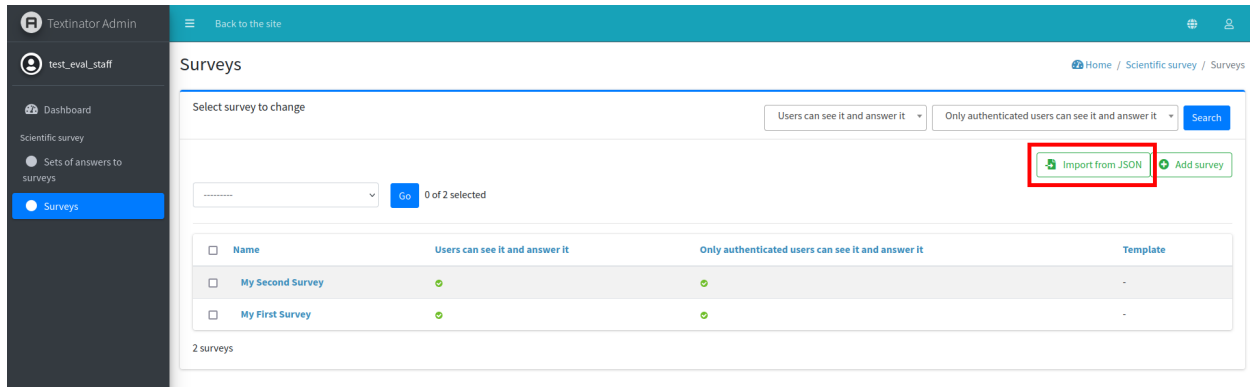 Textinator Admin
Back to the site
test_eval_staff
Dashboard
Scientific survey
Sets of answers to
surveys
Surveys
Surveys
Home / Scientific survey / Surveys
Select survey to change
Users can see it and answer it
Only authenticated users can see it and answer it
Search
Import from JSON
Add survey
---------
Go
0 of 2 selected
Name Users can see it and answer it Only authenticated users can see it and answer it Template
My Second Survey -
My First Survey -
2 surveys